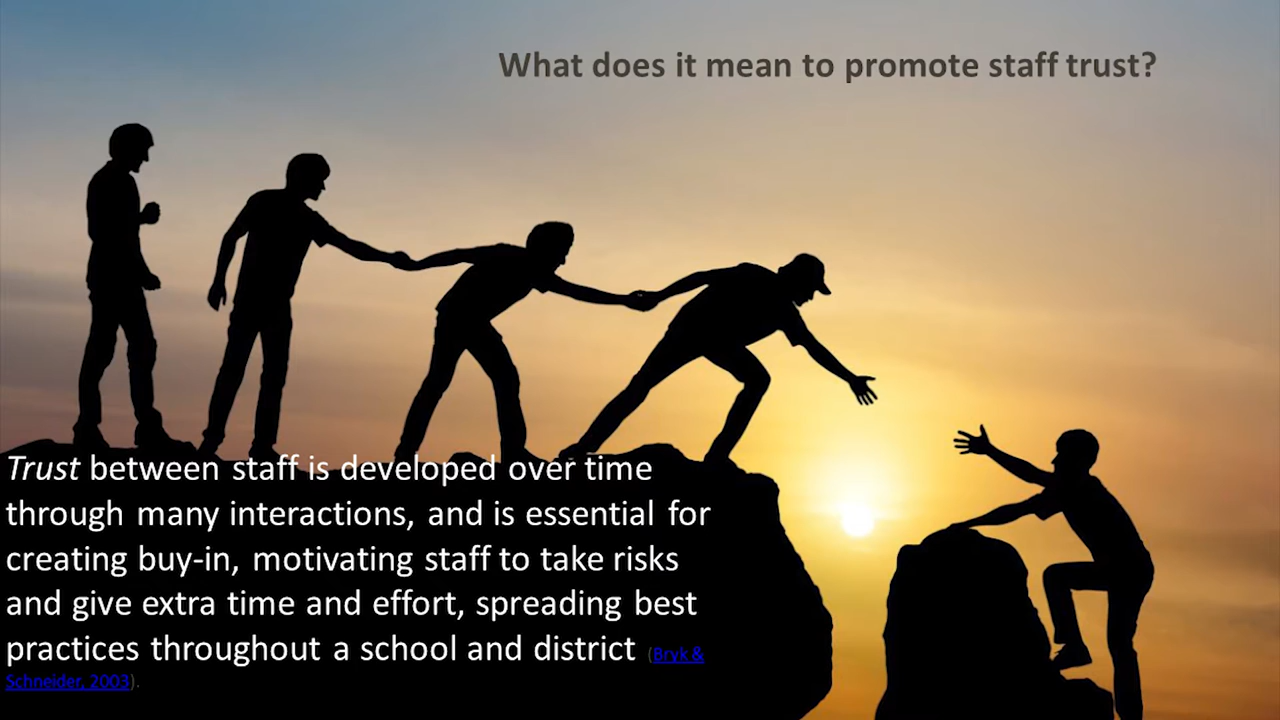 What does it mean to promote staff trust?
Trust between staff is developed over time
through many interactions, and is essential for
creating buy-in, motivating staff to take risks
and give extra time and effort, spreading best
practices throughout a school and district (Bryk &
Schneider, 2003).